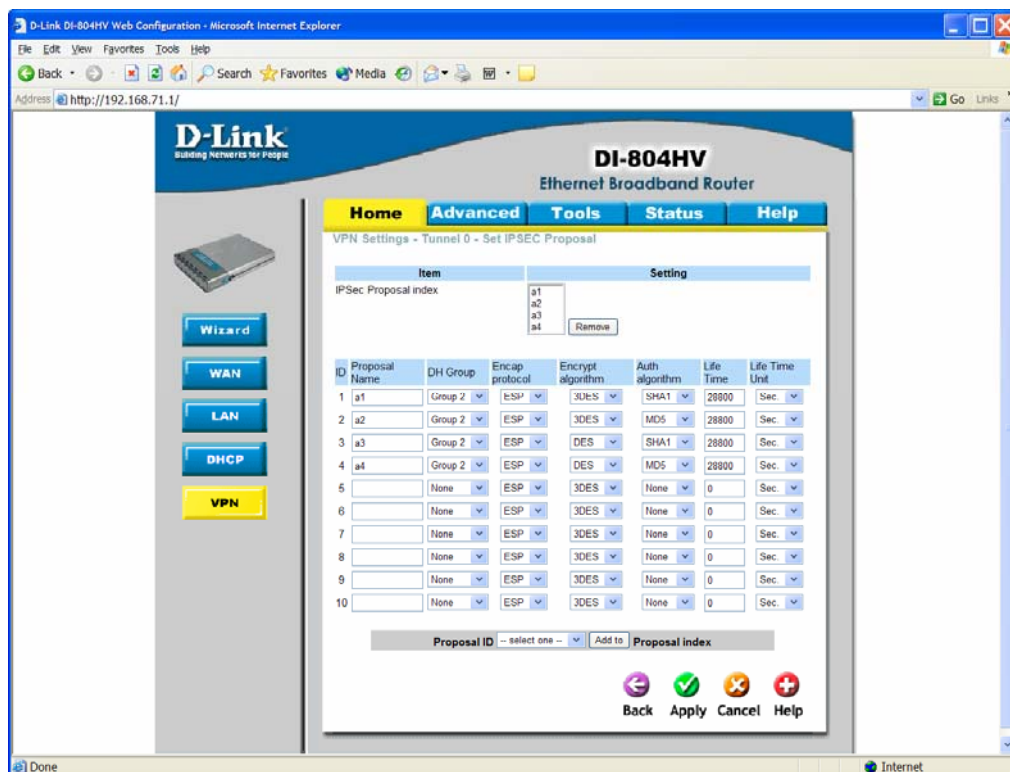 D-Link DI-804HV Web Configuration - Microsoft Internet Explorer
File Edit View Favorites Tools Help
Back Search Favorites Media
Address http://192.168.71.1/ Go Links
D-Link
Building Networks for People
DI-804HV
Ethernet Broadband Router
Home Advanced Tools Status Help
VPN Settings - Tunnel 0 - Set IPSEC Proposal
Item Setting
IPSec Proposal index
a1
a2
a3
a4
Remove
Wizard
WAN
LAN
DHCP
VPN
ID Proposal Name DH Group Encap protocol Encrypt algorithm Auth algorithm Life Time Life Time Unit
1 a1 Group 2 ESP 3DES SHA1 28800 Sec.
2 a2 Group 2 ESP 3DES MD5 28800 Sec.
3 a3 Group 2 ESP DES SHA1 28800 Sec.
4 a4 Group 2 ESP DES MD5 28800 Sec.
5 None ESP 3DES None 0 Sec.
6 None ESP 3DES None 0 Sec.
7 None ESP 3DES None 0 Sec.
8 None ESP 3DES None 0 Sec.
9 None ESP 3DES None 0 Sec.
10 None ESP 3DES None 0 Sec.
Proposal ID -- select one -- Add to Proposal index
Back Apply Cancel Help
Done Internet